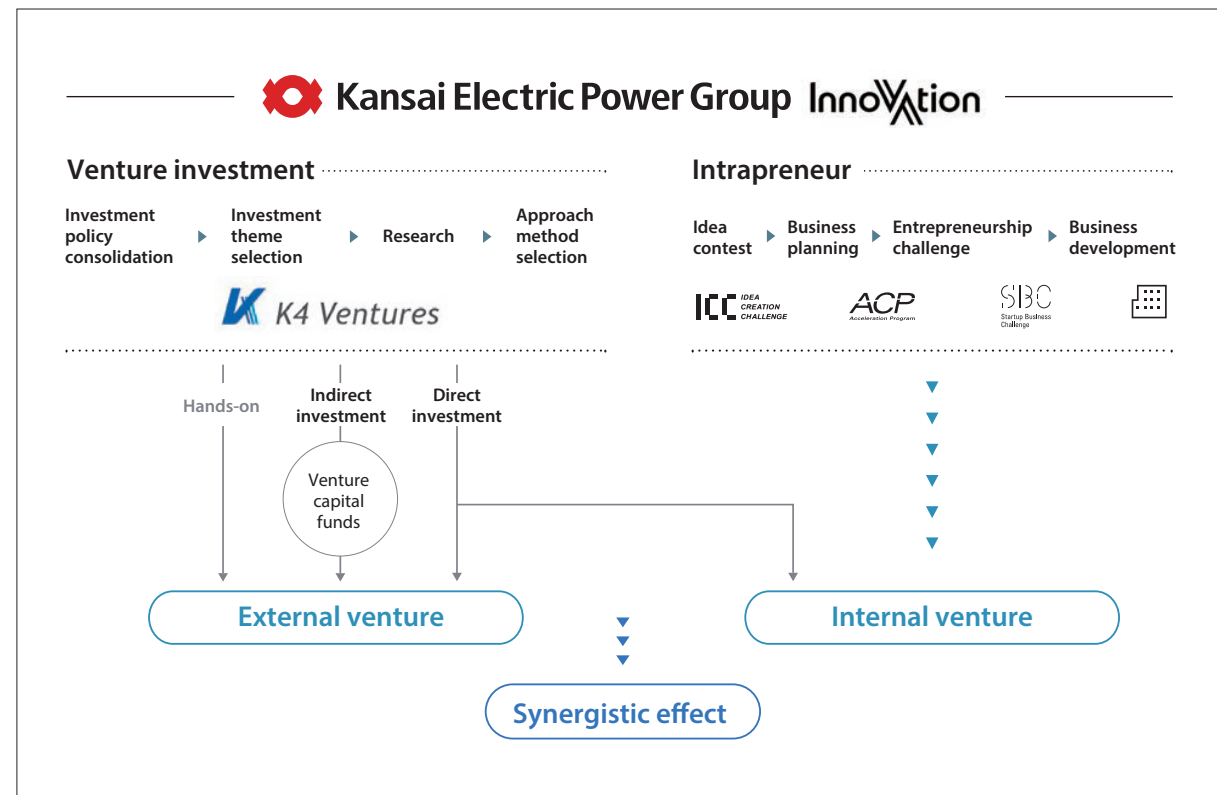 Kansai Electric Power Group InnoVAtion
Venture investment
Investment
policy
consolidation
Investment
theme
selection
Research
Approach
method
selection
K4 Ventures
Intrapreneur
Idea
contest
Business
planning
Entrepreneurship
challenge
Business
development
ICC IDEA
CREATION
CHALLENGE
ACP
Acceleration Program
SBC
Startup Business
Challenge
Hands-on
Indirect
investment
Direct
investment
Venture
capital
funds
External venture
Internal venture
Synergistic effect